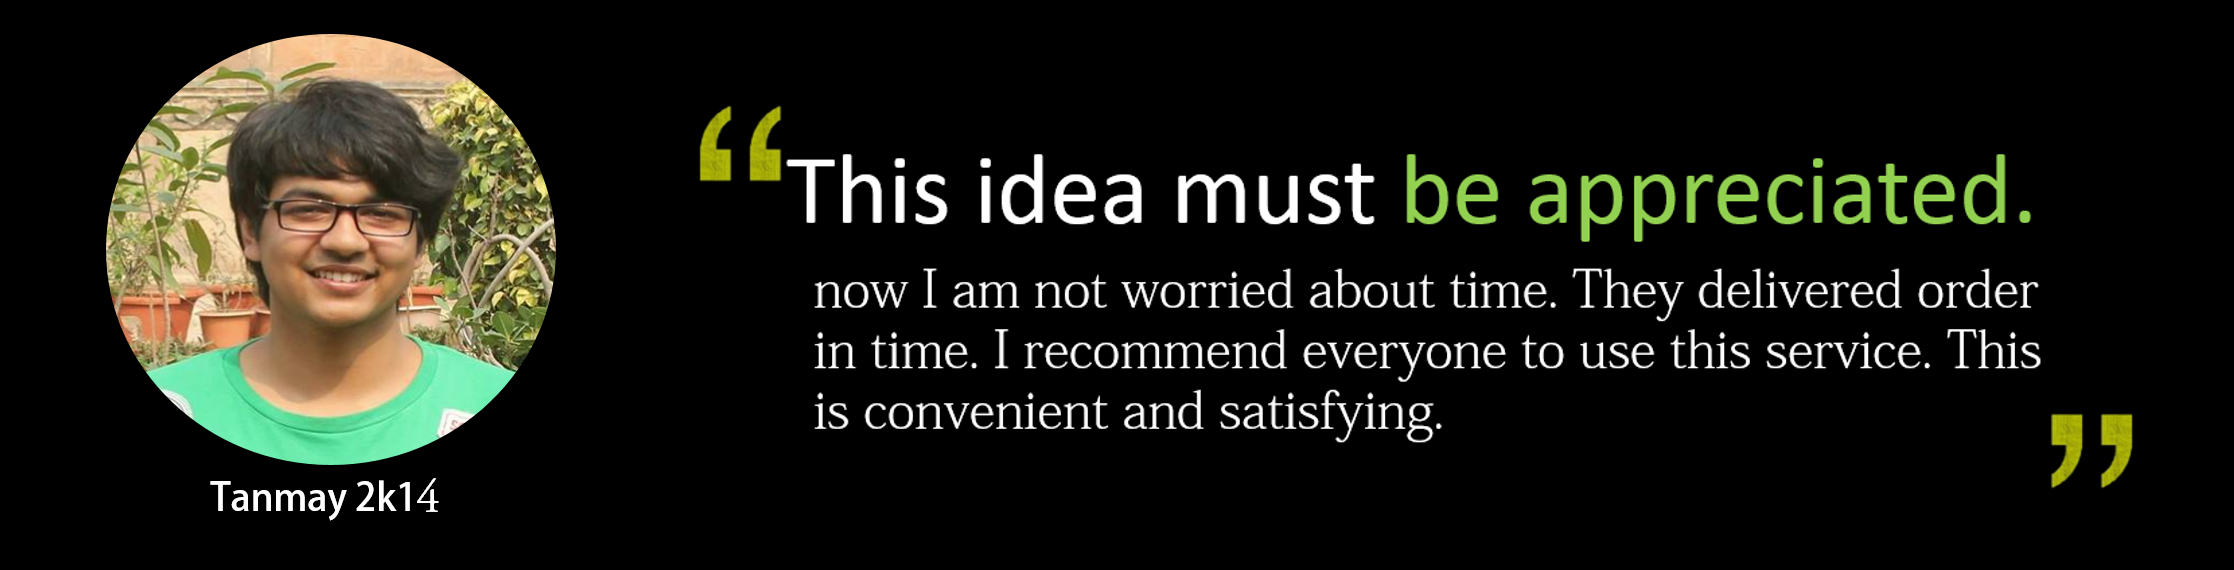 “This idea must be appreciated.
now I am not worried about time. They delivered order
in time. I recommend everyone to use this service. This
is convenient and satisfying.
”
Tanmay 2k14